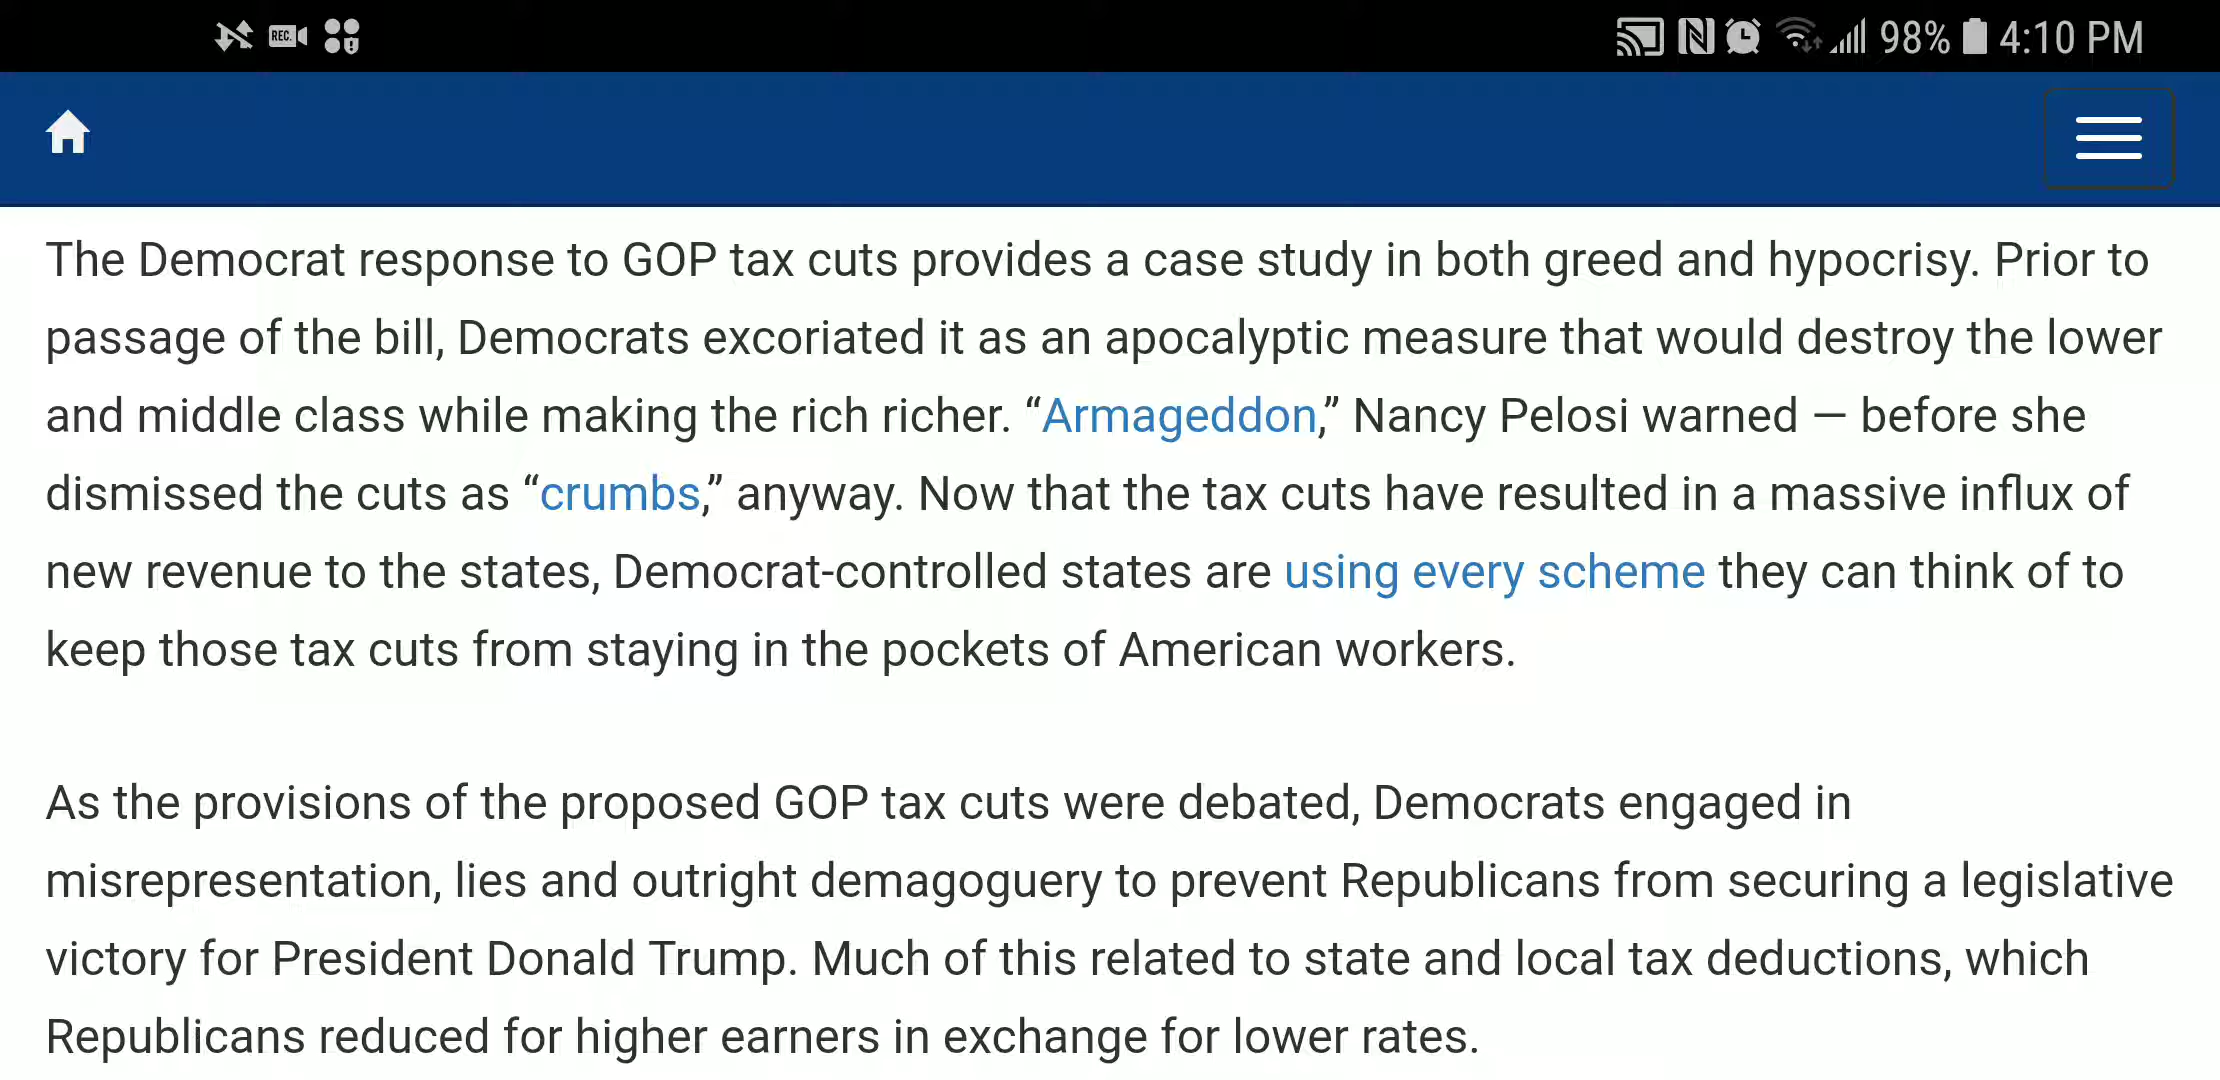 REC.
98% 4:10 PM
The Democrat response to GOP tax cuts provides a case study in both greed and hypocrisy. Prior to
passage of the bill, Democrats excoriated it as an apocalyptic measure that would destroy the lower
and middle class while making the rich richer. “Armageddon,” Nancy Pelosi warned — before she
dismissed the cuts as “crumbs,” anyway. Now that the tax cuts have resulted in a massive influx of
new revenue to the states, Democrat-controlled states are using every scheme they can think of to
keep those tax cuts from staying in the pockets of American workers.
As the provisions of the proposed GOP tax cuts were debated, Democrats engaged in
misrepresentation, lies and outright demagoguery to prevent Republicans from securing a legislative
victory for President Donald Trump. Much of this related to state and local tax deductions, which
Republicans reduced for higher earners in exchange for lower rates.